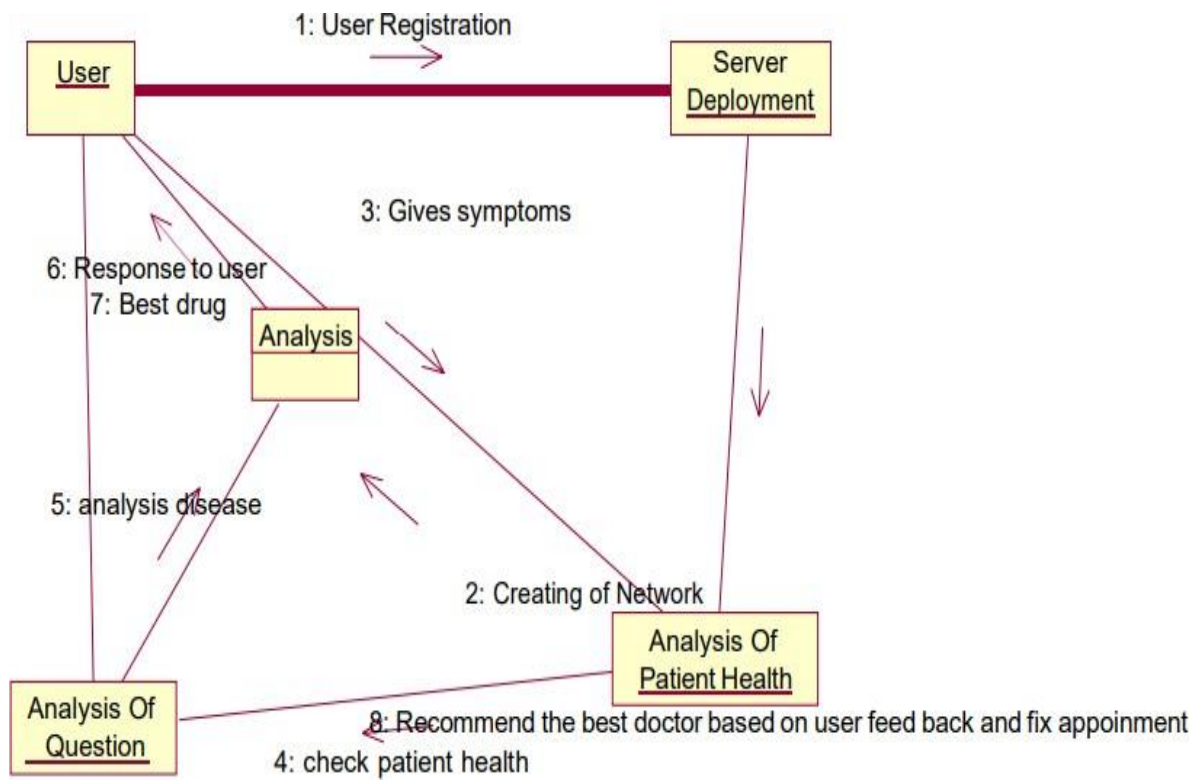 1: User Registration
User
Server
Deployment
3: Gives symptoms
6: Response to user
7: Best drug
Analysis
5: analysis disease
2: Creating of Network
Analysis Of
Patient Health
Analysis Of
Question
8: Recommend the best doctor based on user feed back and fix appoinment
4: check patient health